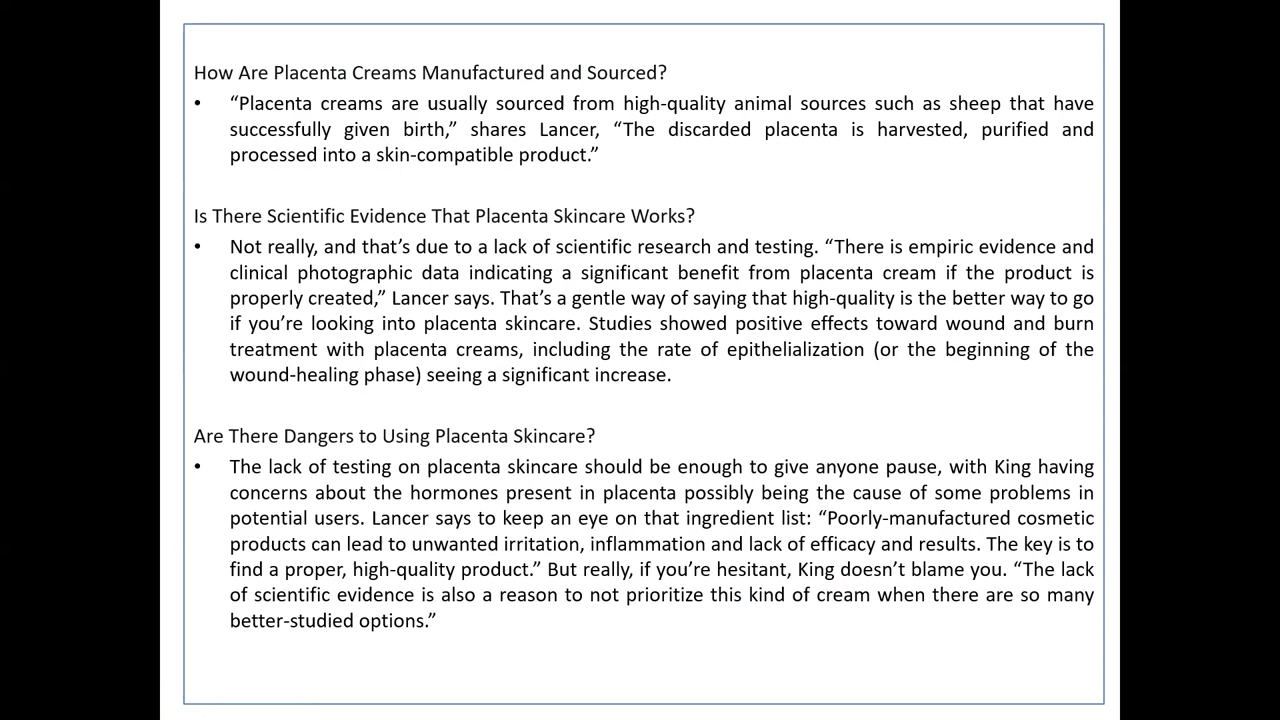 How Are Placenta Creams Manufactured and Sourced?
• “Placenta creams are usually sourced from high-quality animal sources such as sheep that have
successfully given birth,” shares Lancer, “The discarded placenta is harvested, purified and
processed into a skin-compatible product.”
Is There Scientific Evidence That Placenta Skincare Works?
• Not really, and that’s due to a lack of scientific research and testing. “There is empiric evidence and
clinical photographic data indicating a significant benefit from placenta cream if the product is
properly created,” Lancer says. That’s a gentle way of saying that high-quality is the better way to go
if you’re looking into placenta skincare. Studies showed positive effects toward wound and burn
treatment with placenta creams, including the rate of epithelialization (or the beginning of the
wound-healing phase) seeing a significant increase.
Are There Dangers to Using Placenta Skincare?
• The lack of testing on placenta skincare should be enough to give anyone pause, with King having
concerns about the hormones present in placenta possibly being the cause of some problems in
potential users. Lancer says to keep an eye on that ingredient list: “Poorly-manufactured cosmetic
products can lead to unwanted irritation, inflammation and lack of efficacy and results. The key is to
find a proper, high-quality product.” But really, if you’re hesitant, King doesn’t blame you. “The lack
of scientific evidence is also a reason to not prioritize this kind of cream when there are so many
better-studied options.”